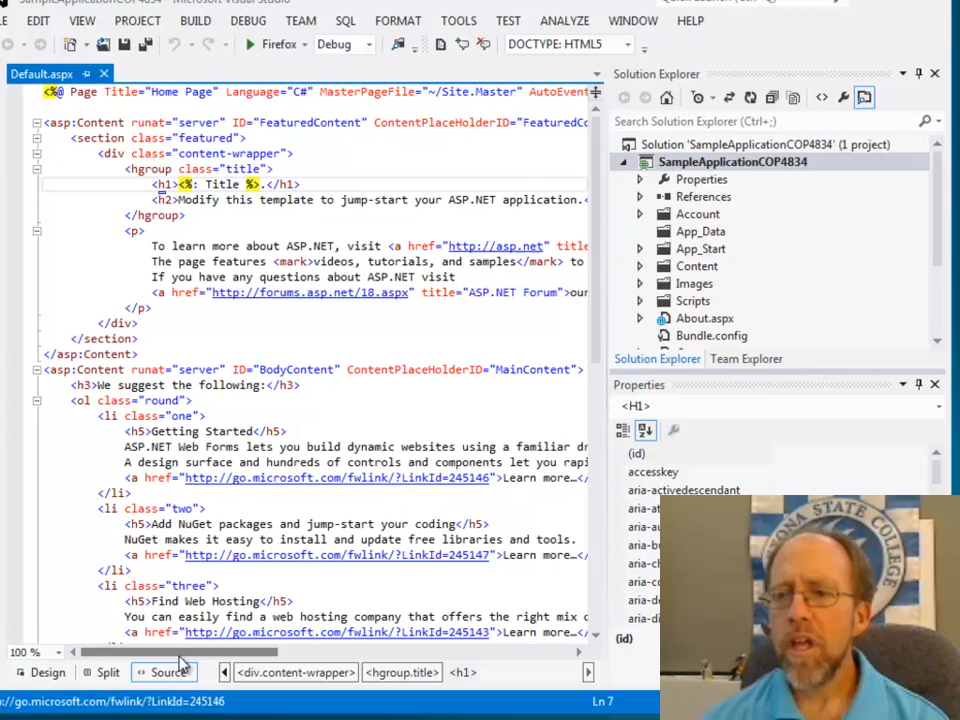 SampleApplicationCOP4834 - Microsoft Visual Studio
EDIT VIEW PROJECT BUILD DEBUG TEAM SQL FORMAT TOOLS TEST ANALYZE WINDOW HELP
Firefox Debug DOCTYPE: HTML5
Default.aspx
<%@ Page Title="Home Page" Language="C#" MasterPageFile="~/Site.Master" AutoEvent
<asp:Content runat="server" ID="FeaturedContent" ContentPlaceHolderID="FeaturedCo
<section class="featured">
<div class="content-wrapper">
<hgroup class="title">
<h1><%: Title %>.</h1>
<h2>Modify this template to jump-start your ASP.NET application.<
</hgroup>
<p>
To learn more about ASP.NET, visit <a href="http://asp.net" title
The page features <mark>videos, tutorials, and samples</mark> to
If you have any questions about ASP.NET visit
<a href="http://forums.asp.net/18.aspx" title="ASP.NET Forum">our
</p>
</div>
</section>
</asp:Content>
<asp:Content runat="server" ID="BodyContent" ContentPlaceHolderID="MainContent">
<h3>We suggest the following:</h3>
<ol class="round">
<li class="one">
<h5>Getting Started</h5>
ASP.NET Web Forms lets you build dynamic websites using a familiar dr
A design surface and hundreds of controls and components let you rapi
<a href="http://go.microsoft.com/fwlink/?LinkId=245146">Learn more…</
</li>
<li class="two">
<h5>Add NuGet packages and jump-start your coding</h5>
NuGet makes it easy to install and update free libraries and tools.
<a href="http://go.microsoft.com/fwlink/?LinkId=245147">Learn more…</
</li>
<li class="three">
<h5>Find Web Hosting</h5>
You can easily find a web hosting company that offers the right mix o
<a href="http://go.microsoft.com/fwlink/?LinkId=245143">Learn more…</
100 %
Design Split Source <div.content-wrapper> <hgroup.title> <h1>
/go.microsoft.com/fwlink/?LinkId=245146 Ln 7
Solution Explorer
Search Solution Explorer (Ctrl+;)
Solution 'SampleApplicationCOP4834' (1 project)
SampleApplicationCOP4834
Properties
References
Account
App_Data
App_Start
Content
Images
Scripts
About.aspx
Bundle.config
Solution Explorer Team Explorer
Properties
<H1>
(id)
accesskey
aria-activedescendant
aria-at
aria-au
aria-b
aria-c
aria-d
(id)
STATE COLLEGE